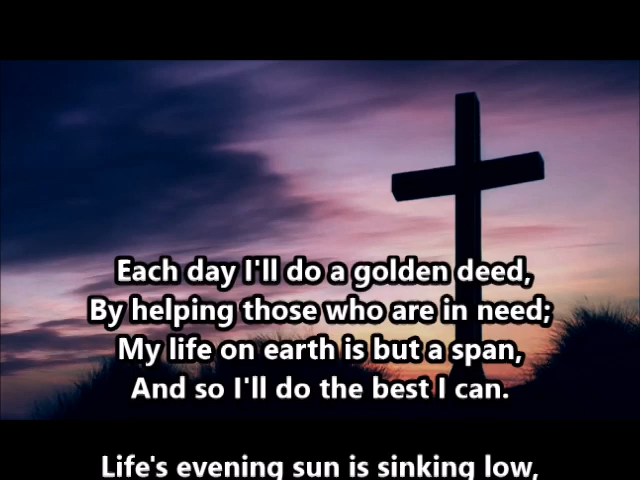 Each day I'll do a golden deed,
By helping those who are in need;
My life on earth is but a span,
And so I'll do the best I can.
Life's evening sun is sinking low,